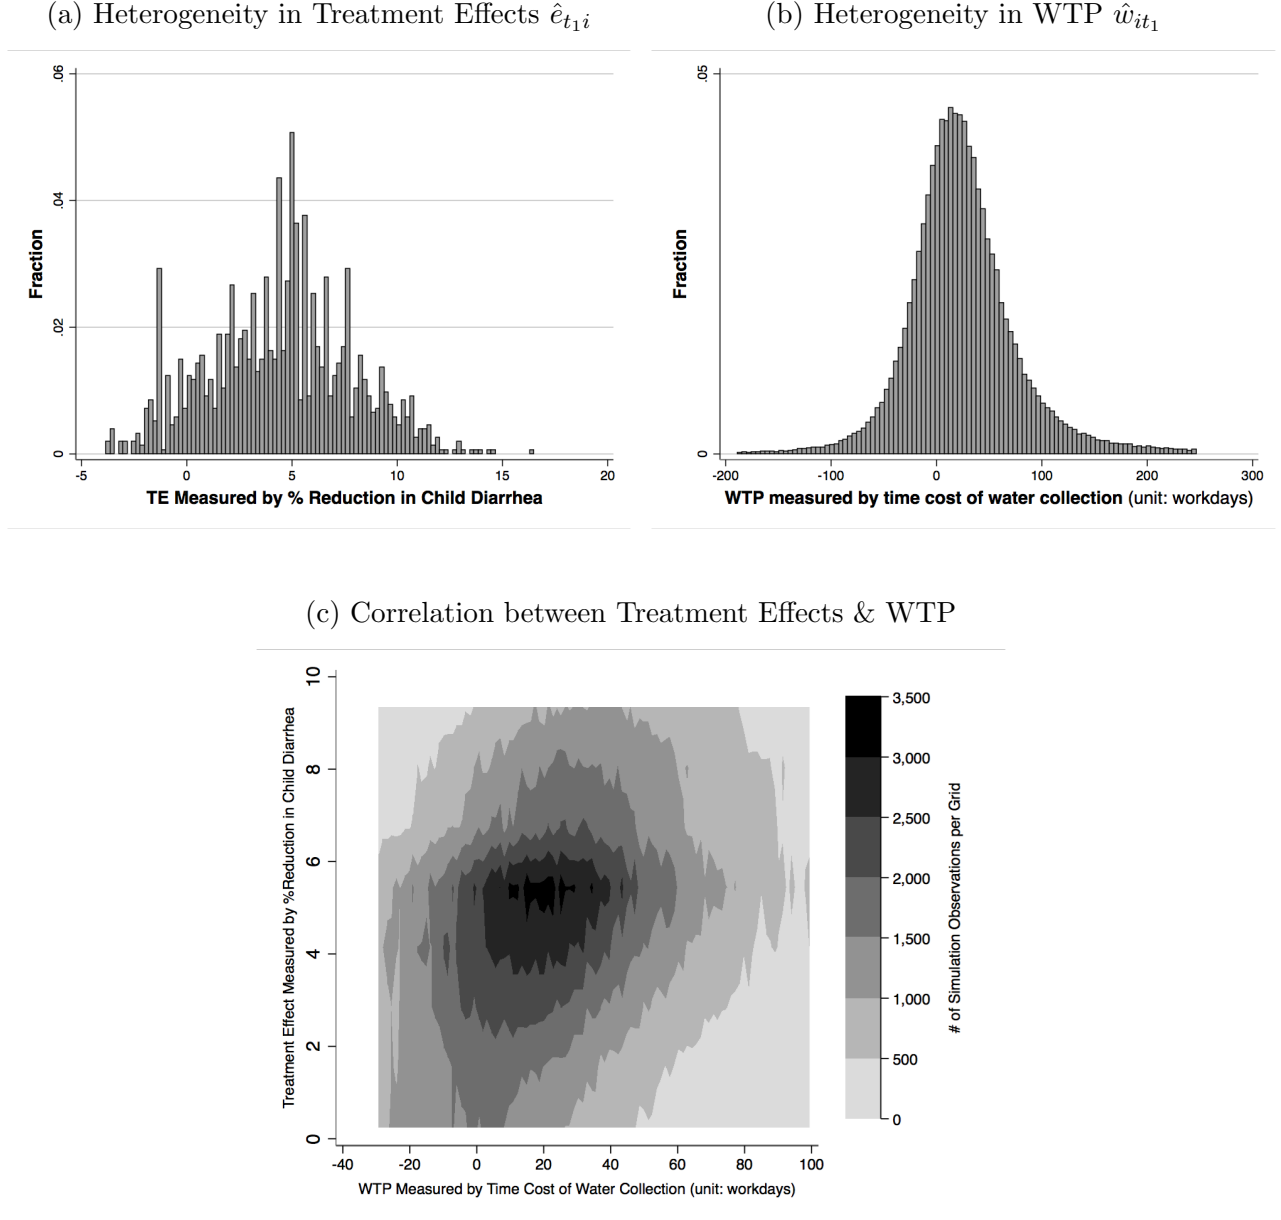 (a) Heterogeneity in Treatment Effects ê_{t_1 i}
(b) Heterogeneity in WTP ŵ_{it_1}
.06
.04
.02
0
Fraction
-5 0 5 10 15 20
TE Measured by % Reduction in Child Diarrhea
.05
0
Fraction
-200 -100 0 100 200 300
WTP measured by time cost of water collection (unit: workdays)
(c) Correlation between Treatment Effects & WTP
10
8
6
4
2
0
Treatment Effect Measured by %Reduction in Child Diarrhea
-40 -20 0 20 40 60 80 100
WTP Measured by Time Cost of Water Collection (unit: workdays)
3,500
3,000
2,500
2,000
1,500
1,000
500
0
# of Simulation Observations per Grid